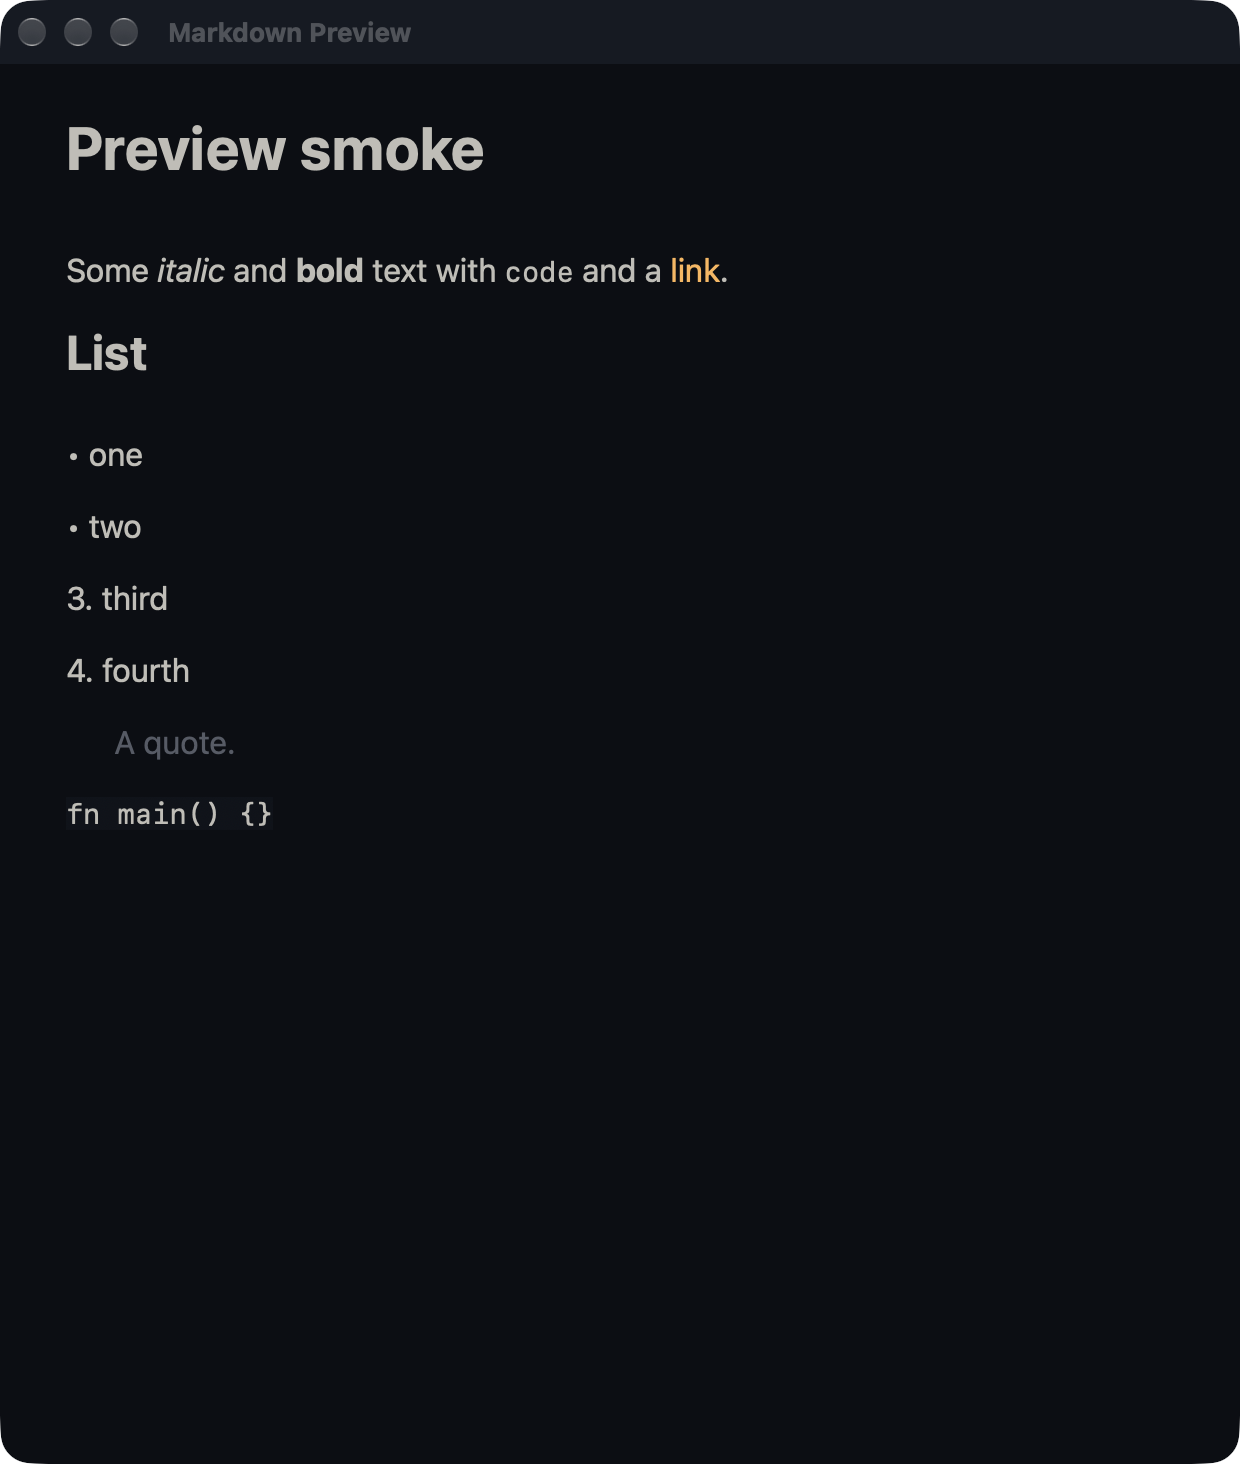 Markdown Preview
Preview smoke
Some italic and bold text with code and a link.
List
• one
• two
3. third
4. fourth
A quote.
fn main() {}